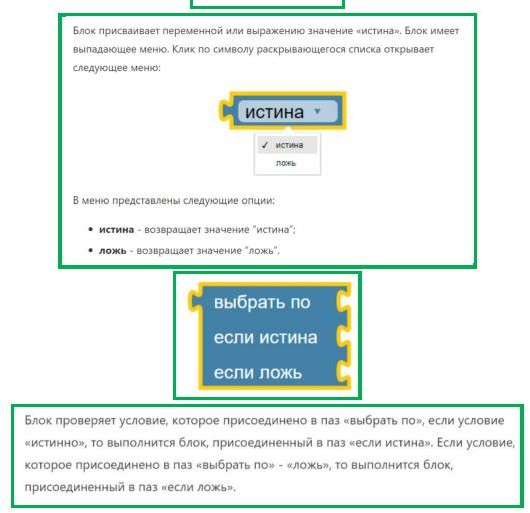 Блок присваивает переменной или выражению значение «истина». Блок имеет
выпадающее меню. Клик по символу раскрывающегося списка открывает
следующее меню:
истина ▼
✓ истина
ложь
В меню представлены следующие опции:
• истина - возвращает значение "истина";
• ложь - возвращает значение "ложь".
выбрать по
если истина
если ложь
Блок проверяет условие, которое присоединено в паз «выбрать по», если условие
«истинно», то выполнится блок, присоединенный в паз «если истина». Если условие,
которое присоединено в паз «выбрать по» - «ложь», то выполнится блок,
присоединенный в паз «если ложь».